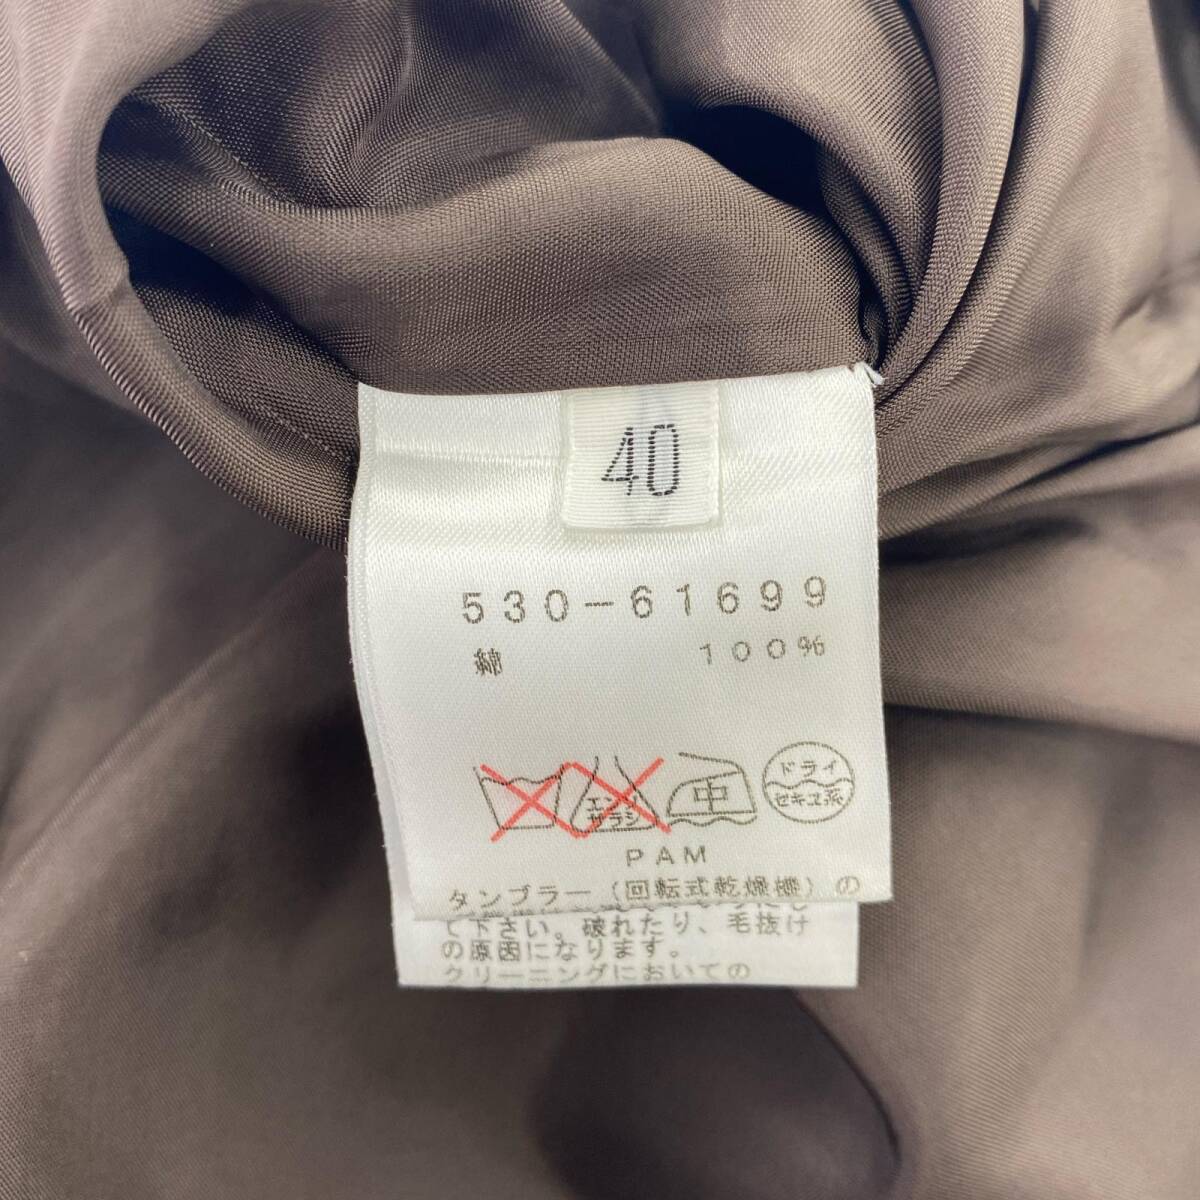 40
530-61699
綿 100%
エンソ サラシ
中
ドライ
セキユ系
PAM
タンブラー(回転式乾燥機)の
て下さい。破れたり、毛抜け
の原因になります。
クリーニングにおいての